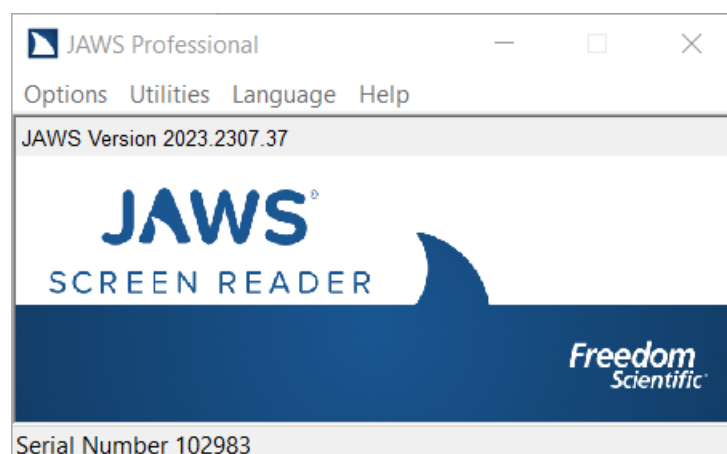 JAWS Professional
Options Utilities Language Help
JAWS Version 2023.2307.37
JAWS®
SCREEN READER
Freedom
Scientific
Serial Number 102983